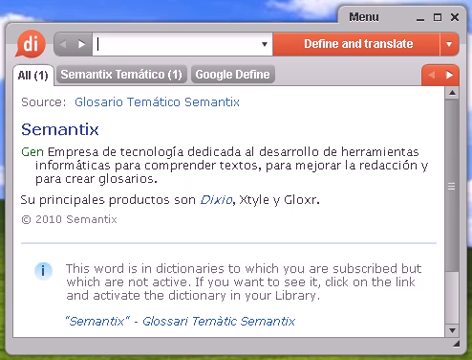 Menu
di
Define and translate
All (1)
Semantix Temático (1)
Google Define
Source: Glosario Temático Semantix
Semantix
Gen Empresa de tecnología dedicada al desarrollo de herramientas
informáticas para comprender textos, para mejorar la redacción y
para crear glosarios.
Su principales productos son Dixio, Xtyle y Gloxr.
© 2010 Semantix
i
This word is in dictionaries to which you are subscribed but
which are not active. If you want to see it, click on the link
and activate the dictionary in your Library.
"Semantix" - Glossari Temàtic Semantix